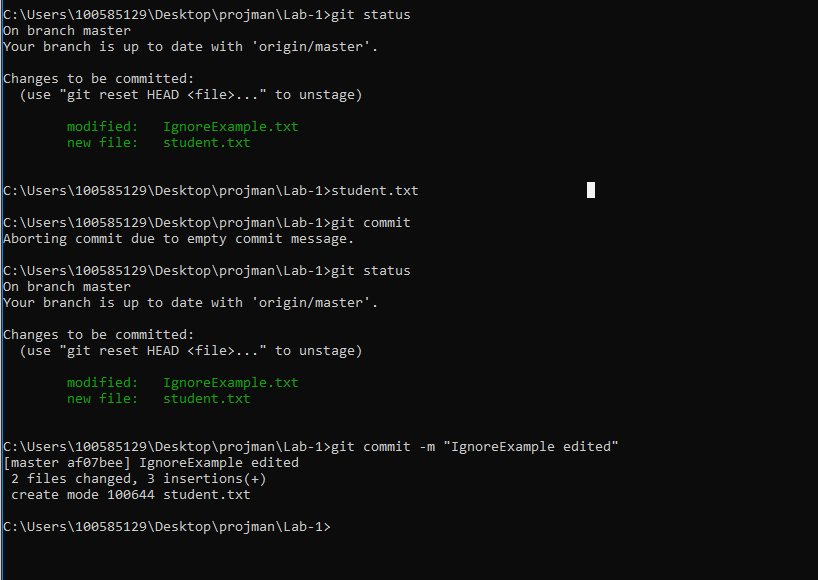 C:\Users\100585129\Desktop\projman\Lab-1>git status
On branch master
Your branch is up to date with 'origin/master'.
Changes to be committed:
  (use "git reset HEAD <file>..." to unstage)
        modified:   IgnoreExample.txt
        new file:   student.txt
C:\Users\100585129\Desktop\projman\Lab-1>student.txt
C:\Users\100585129\Desktop\projman\Lab-1>git commit
Aborting commit due to empty commit message.
C:\Users\100585129\Desktop\projman\Lab-1>git status
On branch master
Your branch is up to date with 'origin/master'.
Changes to be committed:
  (use "git reset HEAD <file>..." to unstage)
        modified:   IgnoreExample.txt
        new file:   student.txt
C:\Users\100585129\Desktop\projman\Lab-1>git commit -m "IgnoreExample edited"
[master af07bee] IgnoreExample edited
 2 files changed, 3 insertions(+)
 create mode 100644 student.txt
C:\Users\100585129\Desktop\projman\Lab-1>